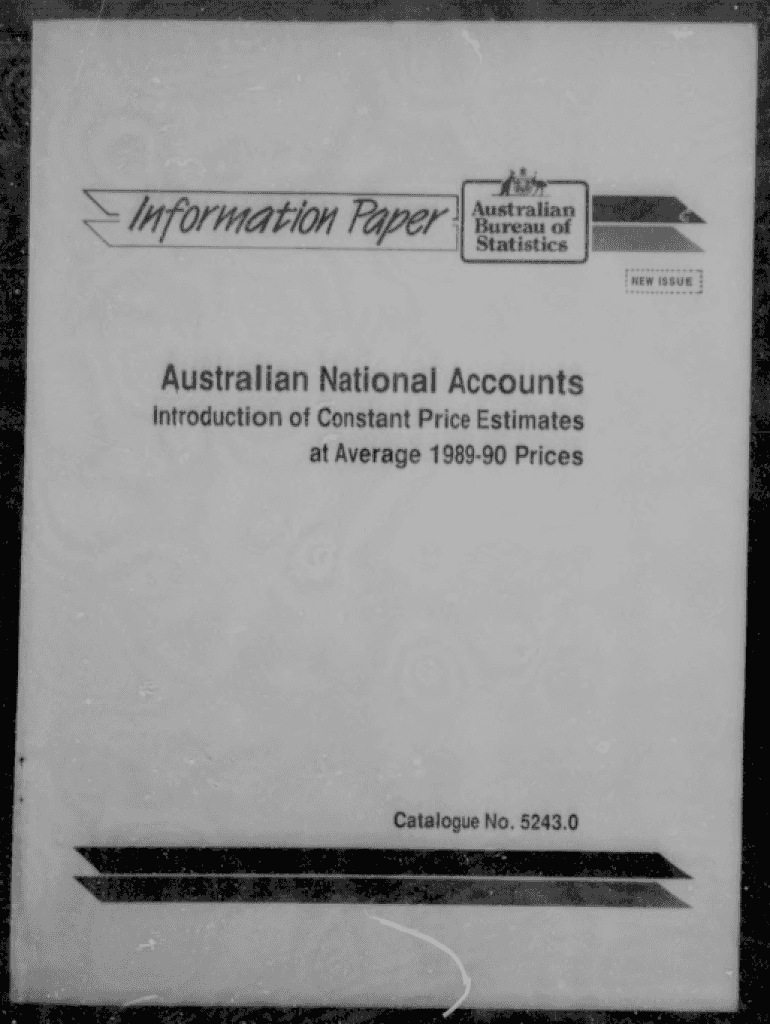 Information Paper
Australian
Bureau of
Statistics
NEW ISSUE
Australian National Accounts
Introduction of Constant Price Estimates
at Average 1989-90 Prices
Catalogue No. 5243.0